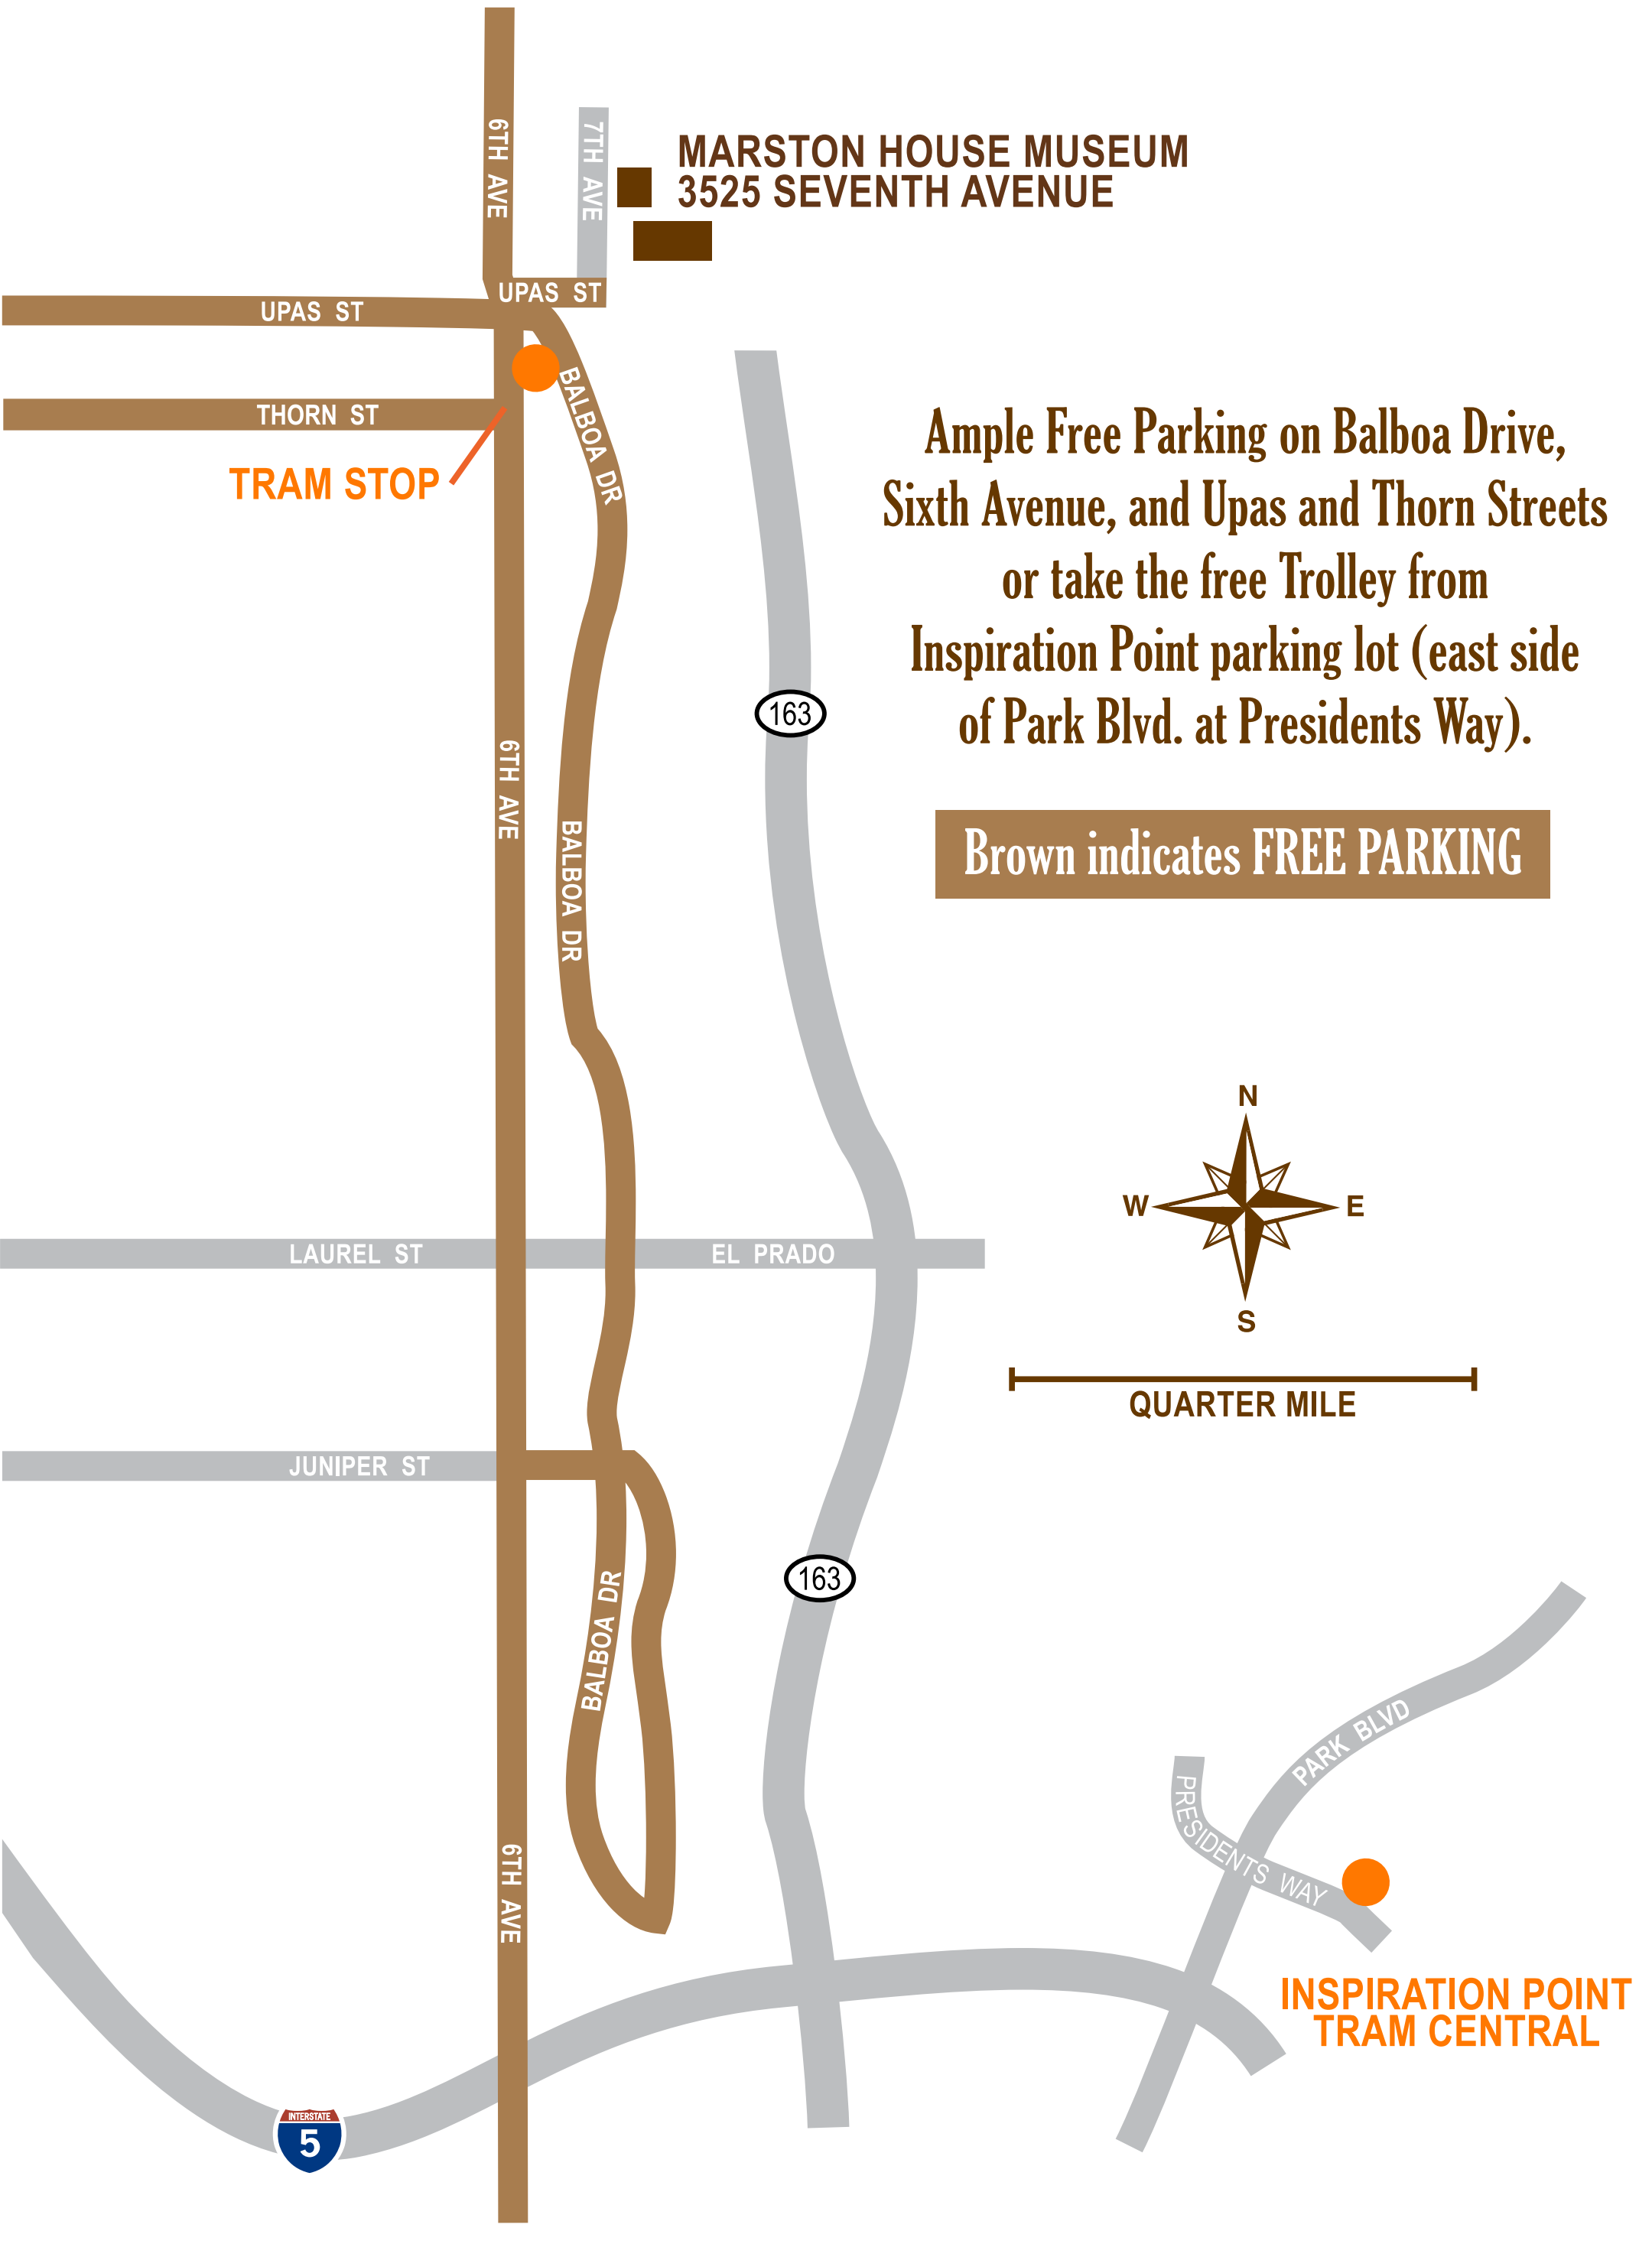 6TH AVE
7TH AVE
MARSTON HOUSE MUSEUM
3525 SEVENTH AVENUE
UPAS ST
UPAS ST
THORN ST
TRAM STOP
BALBOA DR
Ample Free Parking on Balboa Drive,
Sixth Avenue, and Upas and Thorn Streets
or take the free Trolley from
Inspiration Point parking lot (east side
of Park Blvd. at Presidents Way).
163
6TH AVE
BALBOA DR
Brown indicates FREE PARKING
N
W
E
S
LAUREL ST
EL PRADO
QUARTER MILE
JUNIPER ST
163
BALBOA DR
PARK BLVD
PRESIDENTS WAY
6TH AVE
INSPIRATION POINT
TRAM CENTRAL
INTERSTATE
5